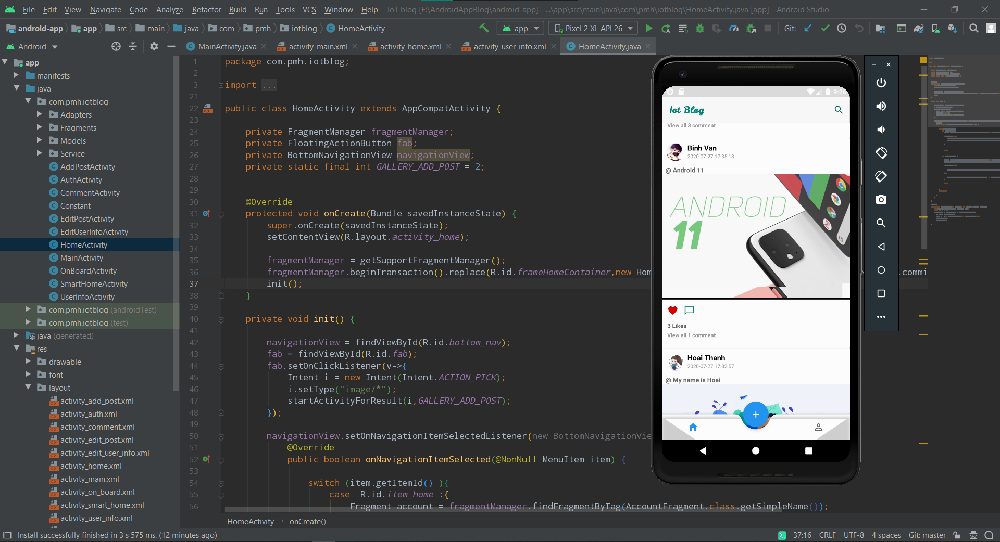 File Edit View Navigate Code Analyze Refactor Build Run Tools VCS Window Help IoT blog [E:\AndroidAppBlog\android-app] - ...\app\src\main\java\com\pmh\iotblog\HomeActivity.java [app] - Android Studio
android-app app src main java com pmh iotblog HomeActivity app Pixel 2 XL API 26 Git:
Android
MainActivity.java activity_main.xml activity_home.xml activity_user_info.xml HomeActivity.java
app
manifests
java
com.pmh.iotblog
Adapters
Fragments
Models
Service
AddPostActivity
AuthActivity
CommentActivity
Constant
EditPostActivity
EditUserInfoActivity
HomeActivity
MainActivity
OnBoardActivity
SmartHomeActivity
UserInfoActivity
com.pmh.iotblog (androidTest)
com.pmh.iotblog (test)
java (generated)
res
drawable
font
layout
activity_add_post.xml
activity_auth.xml
activity_comment.xml
activity_edit_post.xml
activity_edit_user_info.xml
activity_home.xml
activity_main.xml
activity_on_board.xml
activity_smart_home.xml
activity_user_info.xml
1 package com.pmh.iotblog;
2
3 import ...
21
22 public class HomeActivity extends AppCompatActivity {
23
24 private FragmentManager fragmentManager;
25 private FloatingActionButton fab;
26 private BottomNavigationView navigationView;
27 private static final int GALLERY_ADD_POST = 2;
28
29
30 @Override
31 protected void onCreate(Bundle savedInstanceState) {
32 super.onCreate(savedInstanceState);
33 setContentView(R.layout.activity_home);
34
35 fragmentManager = getSupportFragmentManager();
36 fragmentManager.beginTransaction().replace(R.id.frameHomeContainer,new Hom .commi
37 init();
38 }
39
40 private void init() {
41
42 navigationView = findViewById(R.id.bottom_nav);
43 fab = findViewById(R.id.fab);
44 fab.setOnClickListener(v->{
45 Intent i = new Intent(Intent.ACTION_PICK);
46 i.setType("image/*");
47 startActivityForResult(i,GALLERY_ADD_POST);
48 });
49
50 navigationView.setOnNavigationItemSelectedListener(new BottomNavigationVie
51 @Override
52 public boolean onNavigationItemSelected(@NonNull MenuItem item) {
53
54 switch (item.getItemId() ){
55 case R.id.item_home :{
56 Fragment account = fragmentManager.findFragmentByTag(AccountFragment.class.getSimpleName());
9:26
Iot Blog
View all 3 comment
Binh Van
2020-07-27 17:35:13
@ Android 11
ANDROID
11
3 Likes
View all 1 comment
Hoai Thanh
2020-07-27 17:32:57
@ My name is Hoai
HomeActivity › onCreate()
Install successfully finished in 3 s 575 ms. (12 minutes ago) 37:16 CRLF UTF-8 4 spaces Git: master